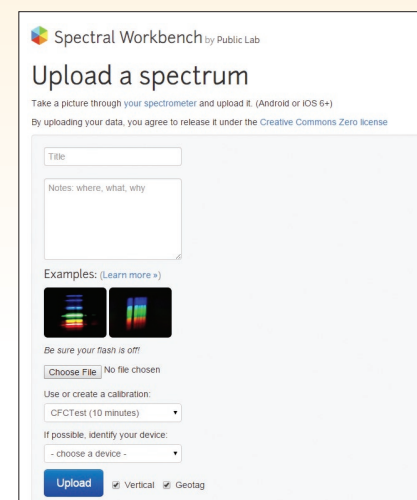 Spectral Workbench by Public Lab
Upload a spectrum
Take a picture through your spectrometer and upload it. (Android or iOS 6+)
By uploading your data, you agree to release it under the Creative Commons Zero license
Title
Notes: where, what, why
Examples: (Learn more »)
Be sure your flash is off!
Choose File No file chosen
Use or create a calibration:
CFCTest (10 minutes)
If possible, identify your device:
- choose a device -
Upload Vertical Geotag